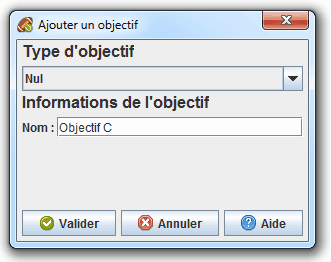 Ajouter un objectif
Type d'objectif
Nul
Informations de l'objectif
Nom : Objectif C
Valider Annuler Aide